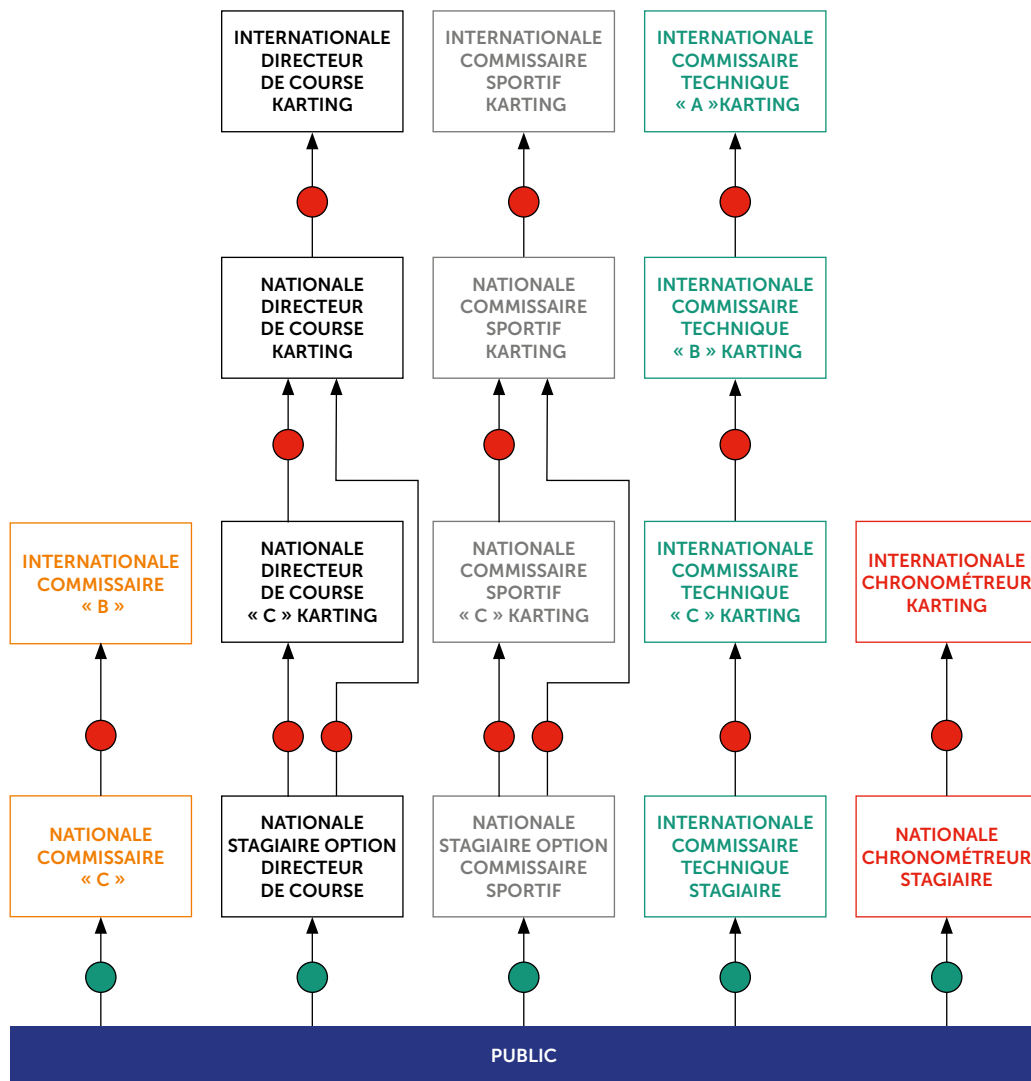 INTERNATIONALE
DIRECTEUR
DE COURSE
KARTING
INTERNATIONALE
COMMISSAIRE
SPORTIF
KARTING
INTERNATIONALE
COMMISSAIRE
TECHNIQUE
« A »KARTING
NATIONALE
DIRECTEUR
DE COURSE
KARTING
NATIONALE
COMMISSAIRE
SPORTIF
KARTING
INTERNATIONALE
COMMISSAIRE
TECHNIQUE
« B » KARTING
INTERNATIONALE
COMMISSAIRE
« B »
NATIONALE
DIRECTEUR
DE COURSE
« C » KARTING
NATIONALE
COMMISSAIRE
SPORTIF
« C » KARTING
INTERNATIONALE
COMMISSAIRE
TECHNIQUE
« C » KARTING
INTERNATIONALE
CHRONOMÉTREUR
KARTING
NATIONALE
COMMISSAIRE
« C »
NATIONALE
STAGIAIRE OPTION
DIRECTEUR
DE COURSE
NATIONALE
STAGIAIRE OPTION
COMMISSAIRE
SPORTIF
INTERNATIONALE
COMMISSAIRE
TECHNIQUE
STAGIAIRE
NATIONALE
CHRONOMÉTREUR
STAGIAIRE
PUBLIC